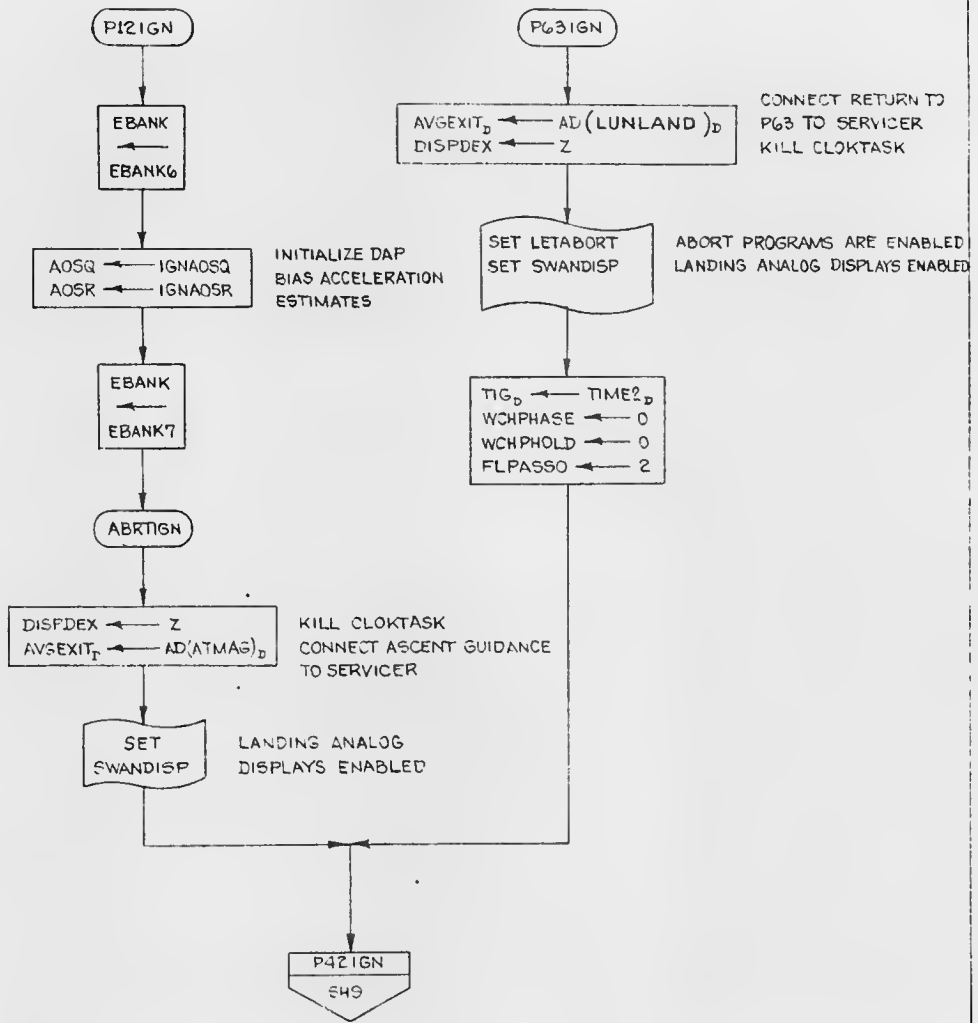 P12IGN
EBANK
←
EBANK6
AOSQ ← IGNAOSQ
AOSR ← IGNAOSR
INITIALIZE DAP
BIAS ACCELERATION
ESTIMATES
EBANK
←
EBANK7
ABRTIGN
DISPDEX ← Z
AVGEXIT_D ← AD(ATMAG)_D
KILL CLOKTASK
CONNECT ASCENT GUIDANCE
TO SERVICER
SET
SWANDISP
LANDING ANALOG
DISPLAYS ENABLED
P63IGN
AVGEXIT_D ← AD(LUNLAND)_D
DISPDEX ← Z
CONNECT RETURN TO
P63 TO SERVICER
KILL CLOKTASK
SET LETABORT
SET SWANDISP
ABORT PROGRAMS ARE ENABLED
LANDING ANALOG DISPLAYS ENABLED
TIG_D ← TIME2_D
WCHPHASE ← 0
WCHPHOLD ← 0
FLPASSO ← 2
P42IGN
SH9